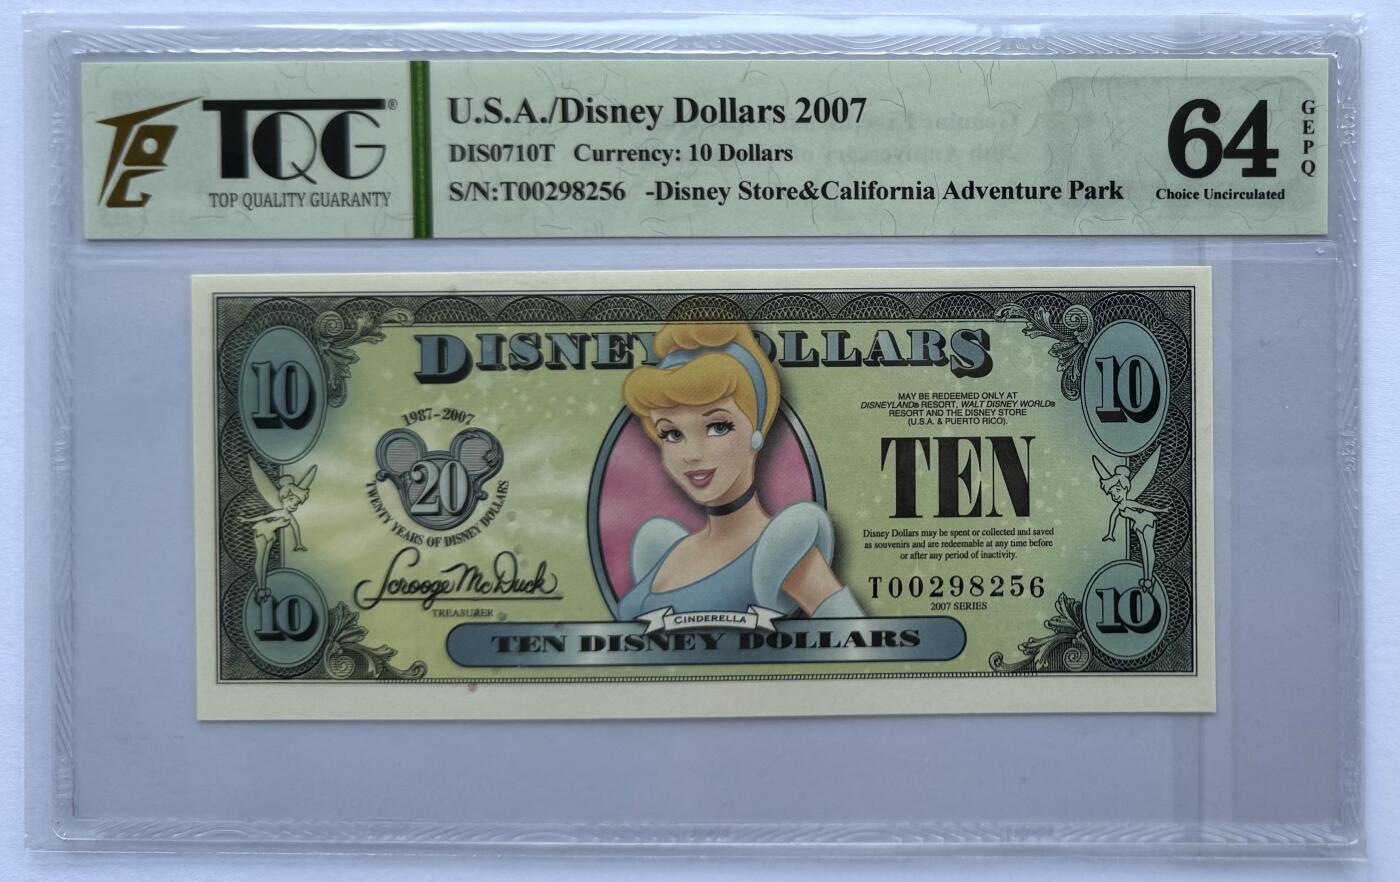 TQG®
TOP QUALITY GUARANTY
U.S.A./Disney Dollars 2007
DIS0710T Currency: 10 Dollars
S/N:T00298256 -Disney Store&California Adventure Park
64
GEPQ
Choice Uncirculated
DISNEY DOLLARS
10
10
1987-2007
20
TWENTY YEARS OF DISNEY DOLLARS
MAY BE REDEEMED ONLY AT
DISNEYLAND® RESORT, WALT DISNEY WORLD®
RESORT AND THE DISNEY STORE
(U.S.A. & PUERTO RICO).
TEN
Disney Dollars may be spent or collected and saved
as souvenirs and are redeemable at any time before
or after any period of inactivity.
Scrooge McDuck
TREASURER
T00298256
2007 SERIES
10
10
CINDERELLA
TEN DISNEY DOLLARS